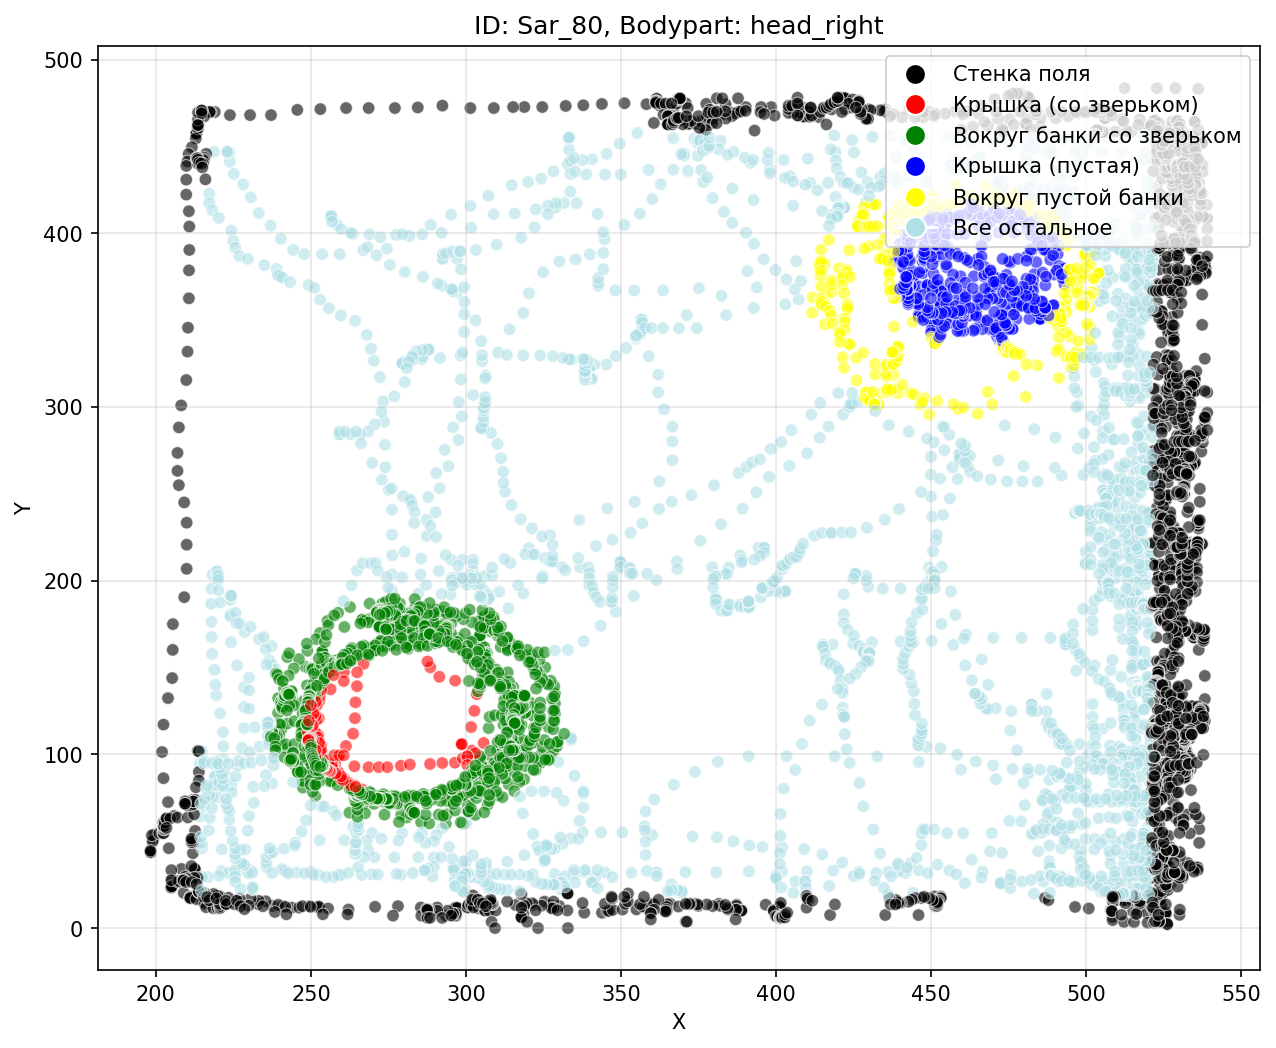 ID: Sar_80, Bodypart: head_right
500
400
300
200
100
0
Y
Стенка поля
Крышка (со зверьком)
Вокруг банки со зверьком
Крышка (пустая)
Вокруг пустой банки
Все остальное
200
250
300
350
400
450
500
550
X